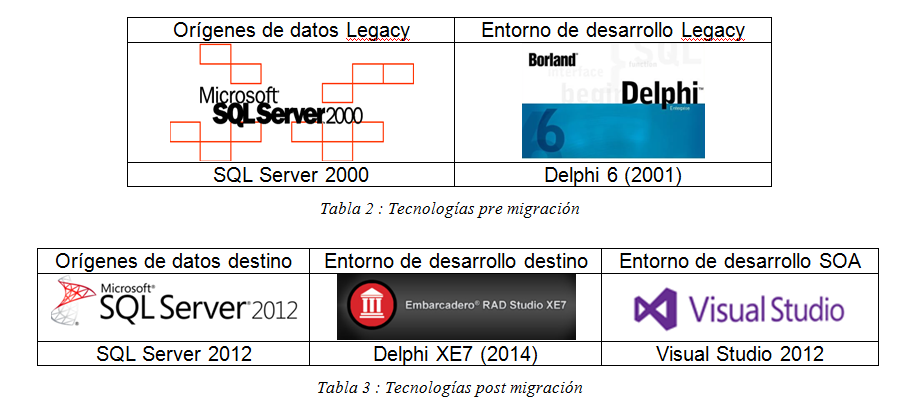 Orígenes de datos Legacy
Entorno de desarrollo Legacy
Microsoft
SQL Server 2000
Borland
Delphi
6
SQL Server 2000
Delphi 6 (2001)
Tabla 2 : Tecnologías pre migración
Orígenes de datos destino
Entorno de desarrollo destino
Entorno de desarrollo SOA
Microsoft®
SQL Server® 2012
Embarcadero® RAD Studio XE7
Visual Studio
SQL Server 2012
Delphi XE7 (2014)
Visual Studio 2012
Tabla 3 : Tecnologías post migración